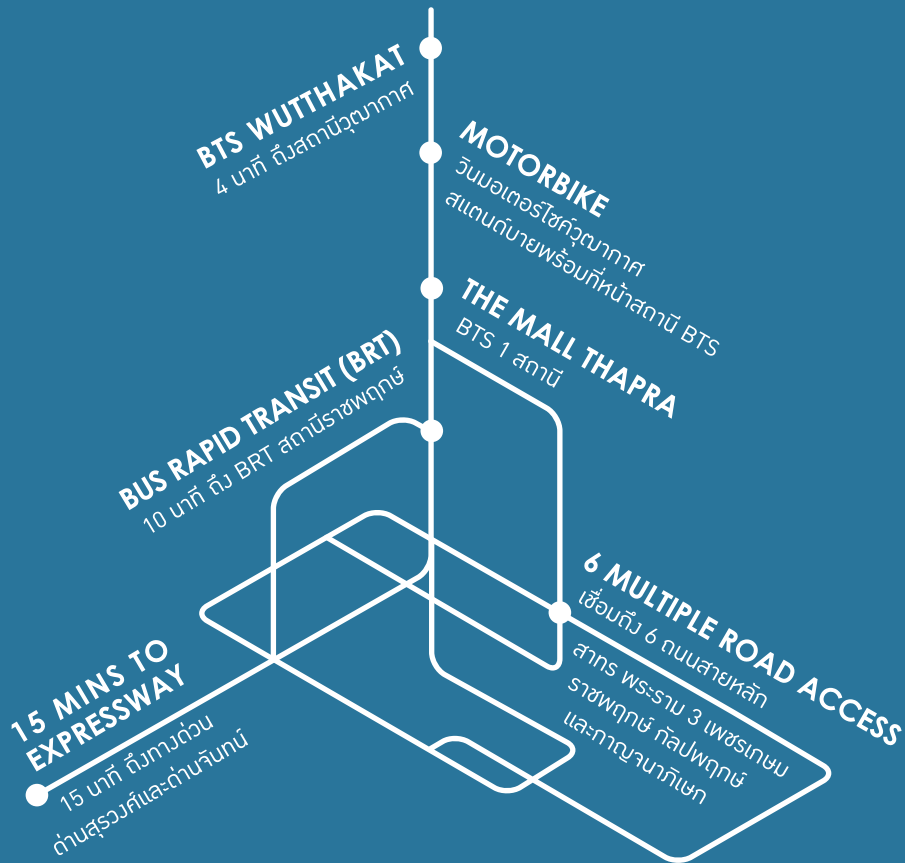 BTS WUTTHAKAT
4 นาที ถึงสถานีวุฒากาศ
MOTORBIKE
วินมอเตอร์ไซค์วุฒากาศ
สแตนด์บายพร้อมที่หน้าสถานี BTS
THE MALL THAPRA
BTS 1 สถานี
BUS RAPID TRANSIT (BRT)
10 นาที ถึง BRT สถานีราชพฤกษ์
6 MULTIPLE ROAD ACCESS
เชื่อมถึง 6 ถนนสายหลัก
สาทร พระราม 3 เพชรเกษม
ราชพฤกษ์ กัลปพฤกษ์
และกาญจนาภิเษก
15 MINS TO
EXPRESSWAY
15 นาที ถึงทางด่วน
ด่านสุรวงศ์และด่านจันทน์